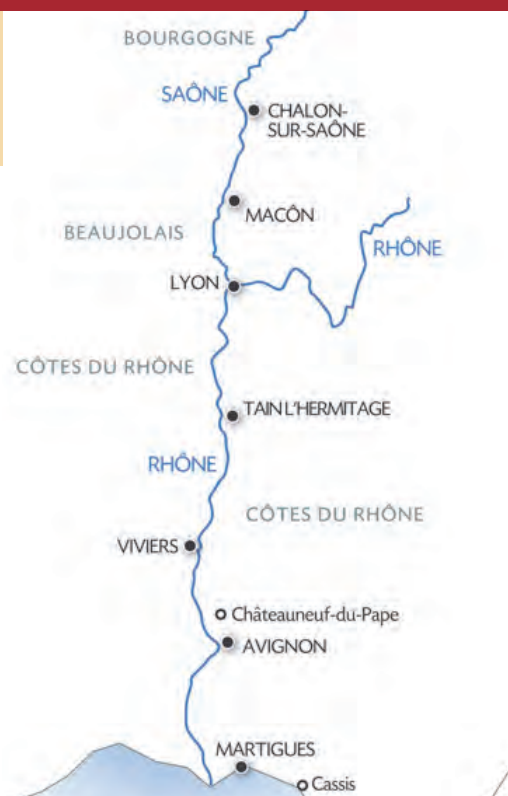 BOURGOGNE
SAÔNE
CHALON-
SUR-SAÔNE
MACÔN
BEAUJOLAIS
RHÔNE
LYON
CÔTES DU RHÔNE
TAIN L'HERMITAGE
RHÔNE
CÔTES DU RHÔNE
VIVIERS
Châteauneuf-du-Pape
AVIGNON
MARTIGUES
Cassis